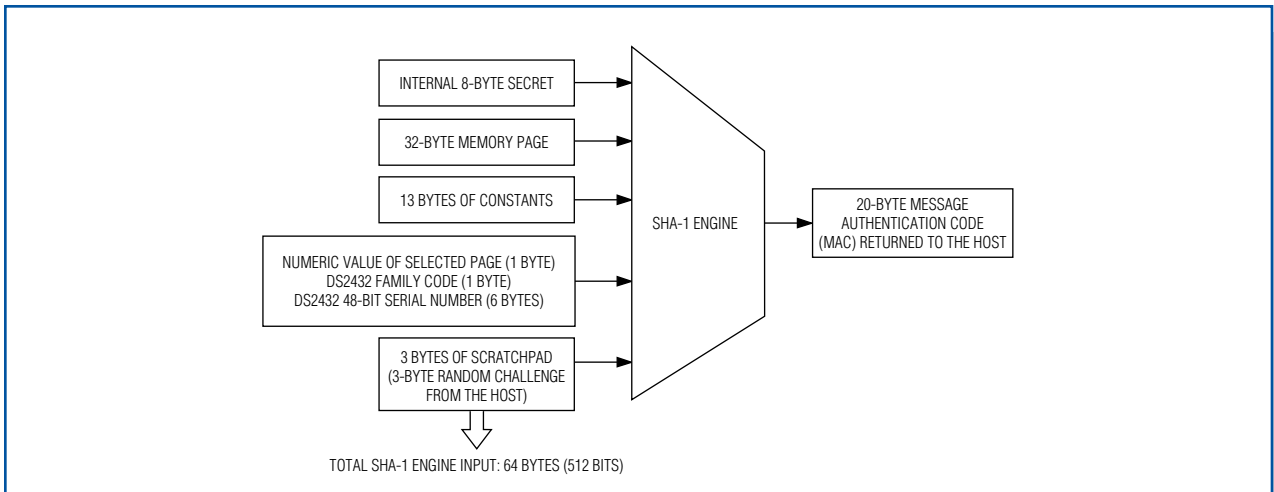 INTERNAL 8-BYTE SECRET
32-BYTE MEMORY PAGE
13 BYTES OF CONSTANTS
NUMERIC VALUE OF SELECTED PAGE (1 BYTE)
DS2432 FAMILY CODE (1 BYTE)
DS2432 48-BIT SERIAL NUMBER (6 BYTES)
3 BYTES OF SCRATCHPAD
(3-BYTE RANDOM CHALLENGE
FROM THE HOST)
TOTAL SHA-1 ENGINE INPUT: 64 BYTES (512 BITS)
SHA-1 ENGINE
20-BYTE MESSAGE
AUTHENTICATION CODE
(MAC) RETURNED TO THE HOST